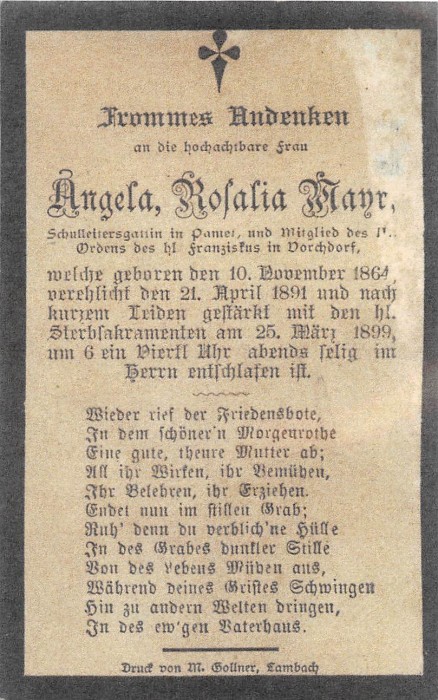 Frommes Andenken
an die hochachtbare Frau
Angela, Rosalia Mayr,
Schulleitersgattin in Pamet, und Mitglied des
Ordens des hl Franziskus in Vorchdorf,
welche geboren den 10. November 1864,
verehlicht den 21. April 1891 und nach
kurzem Leiden gestärkt mit den hl.
Sterbsakramenten am 25. März 1899,
um 6 ein Viertl Uhr abends selig im
Herrn entschlafen ist.
Wieder rief der Friedensbote,
In dem schöner'n Morgenrothe
Eine gute, theure Mutter ab;
All ihr Wirken, ihr Bemühen,
Ihr Belehren, ihr Erziehen.
Endet nun im stillen Grab;
Ruh' denn du verblich'ne Hülle
In des Grabes dunkler Stille
Von des Lebens Müden aus,
Während deines Gristes Schwingen
Hin zu andern Welten dringen,
In des ew'gen Vaterhaus.
Druck von M. Gollner, Lambach